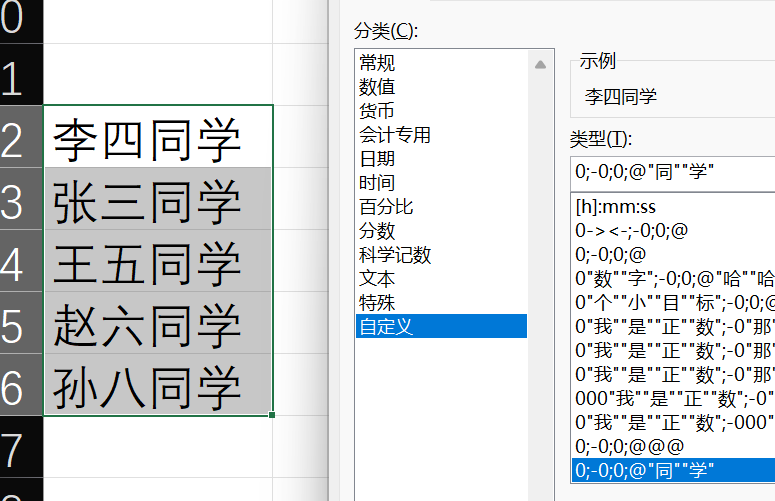 0
1
2 李四同学
3 张三同学
4 王五同学
5 赵六同学
6 孙八同学
7
分类(C):
常规
数值
货币
会计专用
日期
时间
百分比
分数
科学记数
文本
特殊
自定义
示例
李四同学
类型(T):
0;-0;0;@"同""学"
[h]:mm:ss
0-><-;-0;0;@
0;-0;0;@
0"数""字";-0;0;@"哈""哈
0"个""小""目""标";-0;0;@
0"我""是""正""数";-0"那"
0"我""是""正""数";-0"那"
0"我""是""正""数";-0"那"
000"我""是""正""数";-0"
0"我""是""正""数";-000"
0;-0;0;@@@
0;-0;0;@"同""学"